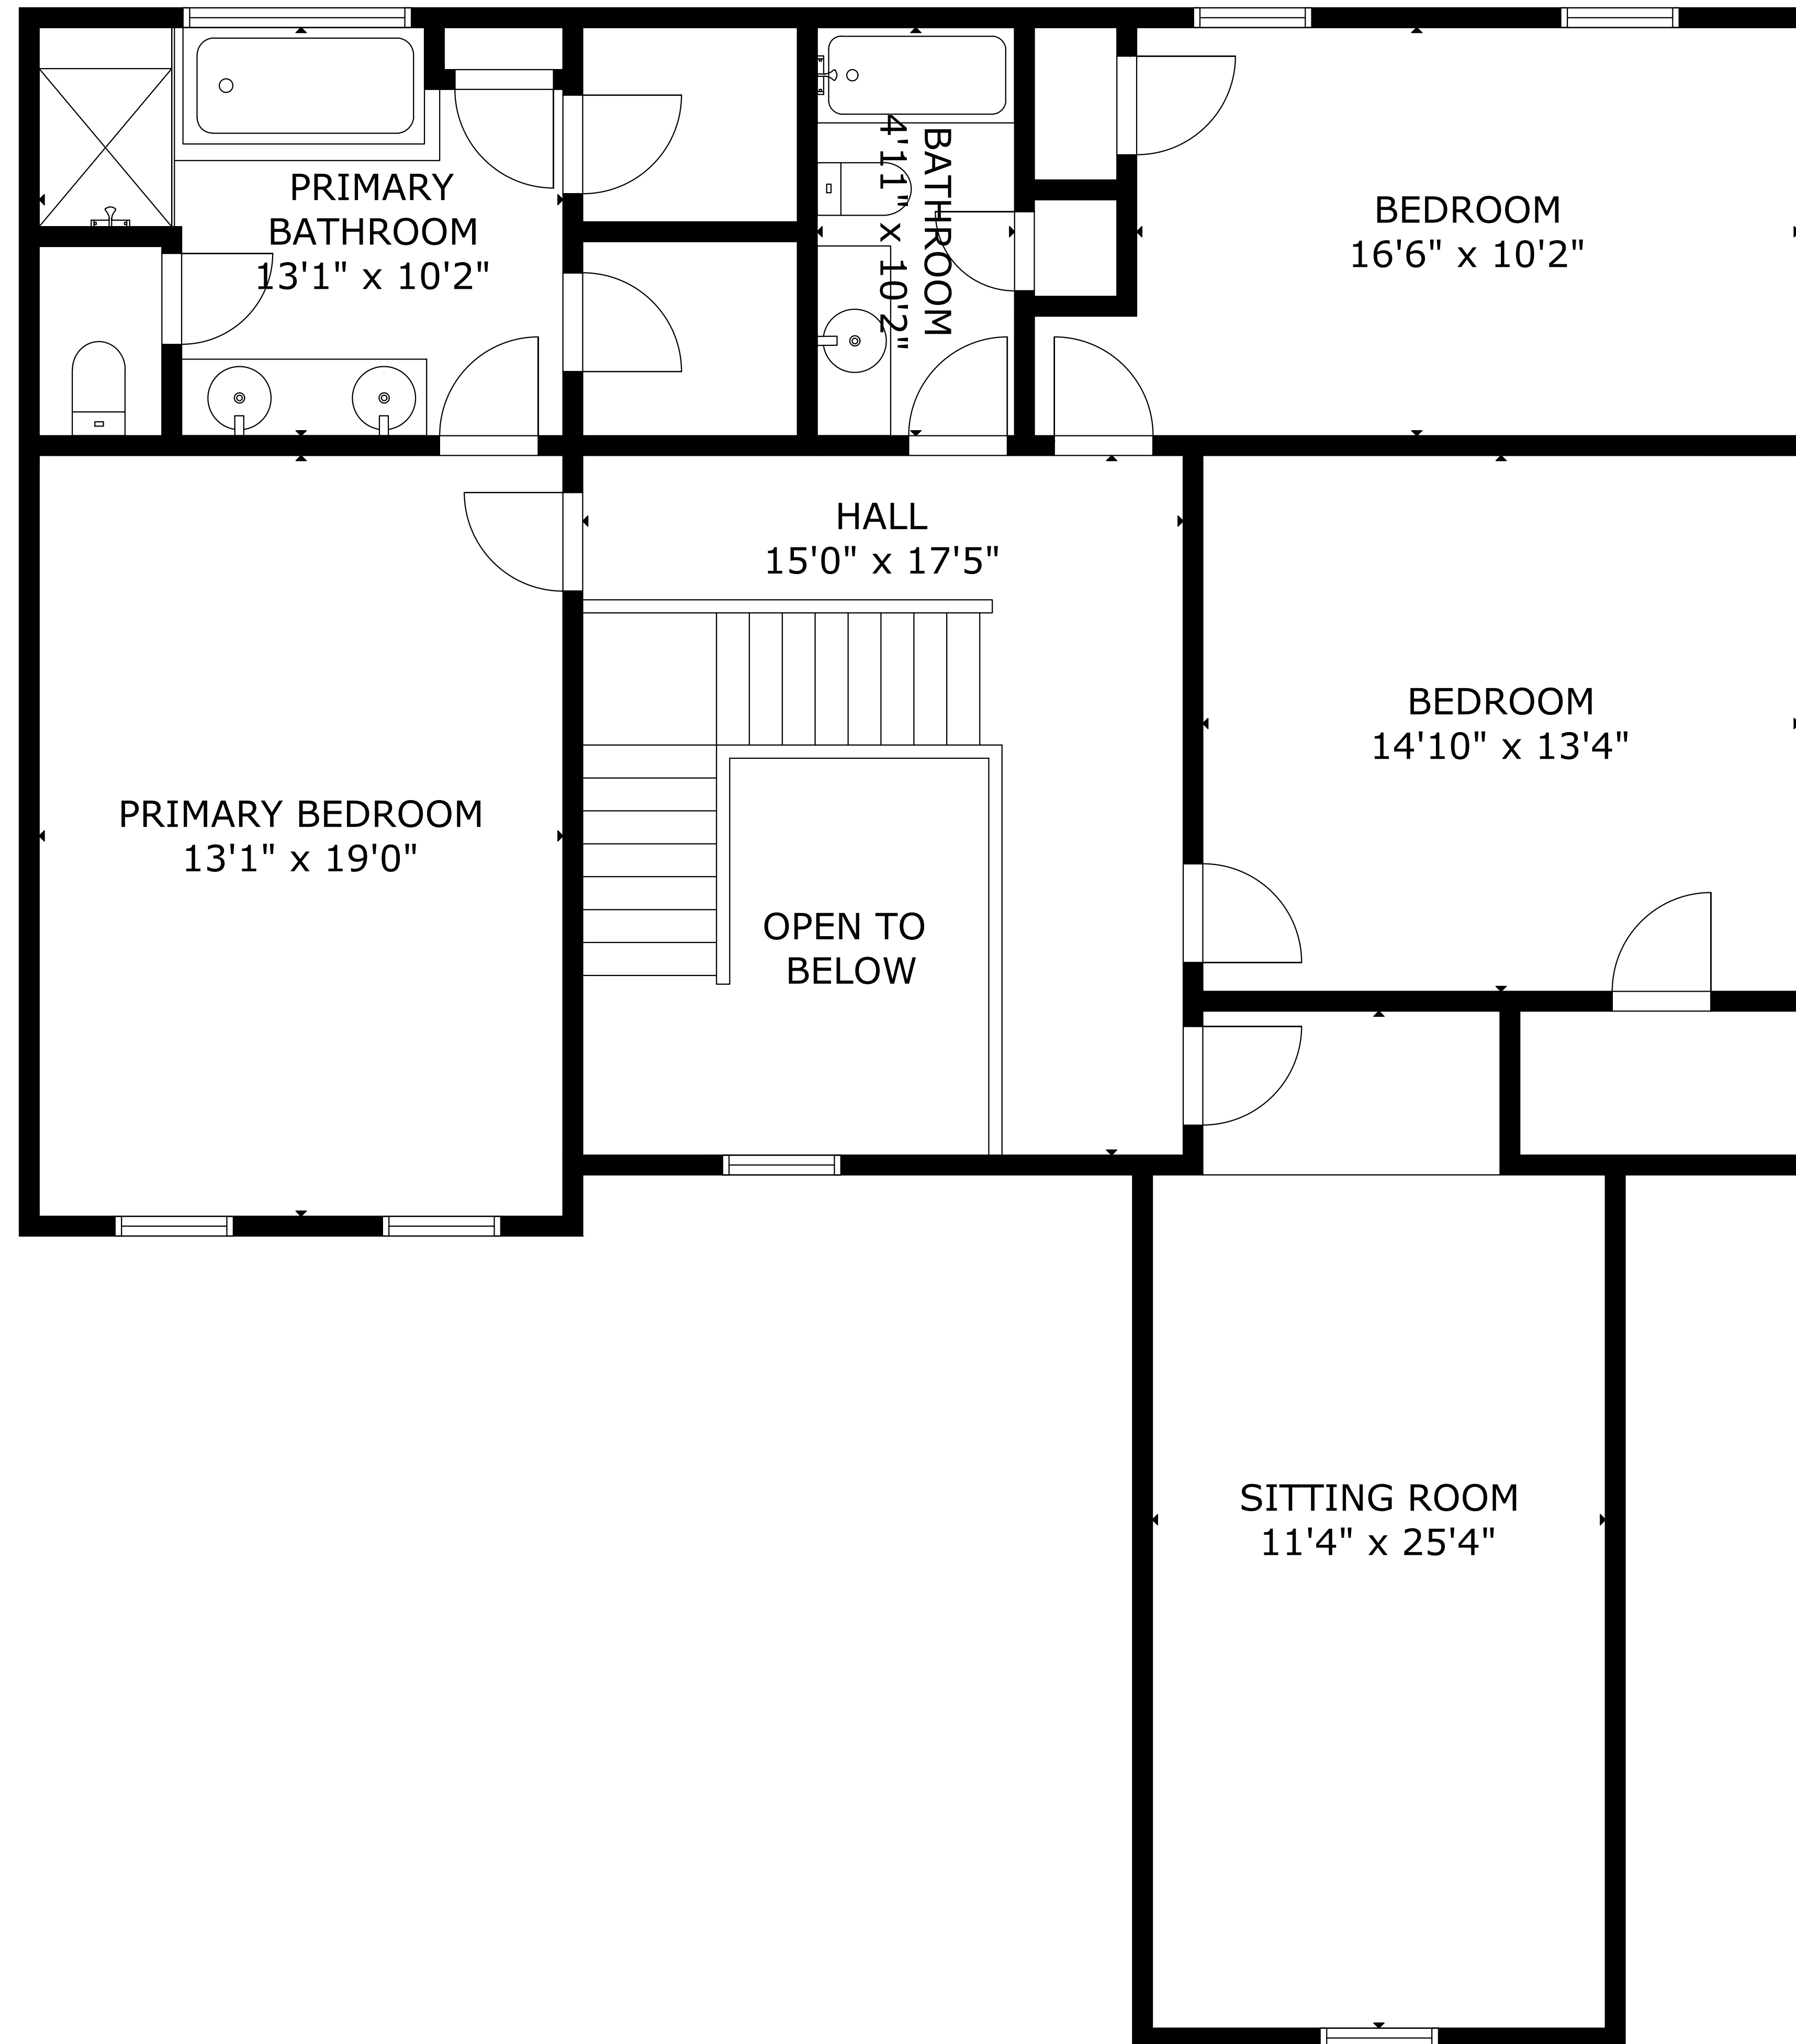 PRIMARY
BATHROOM
13'1" x 10'2"
BATHROOM
4'11" x 10'2"
BEDROOM
16'6" x 10'2"
HALL
15'0" x 17'5"
BEDROOM
14'10" x 13'4"
PRIMARY BEDROOM
13'1" x 19'0"
OPEN TO
BELOW
SITTING ROOM
11'4" x 25'4"